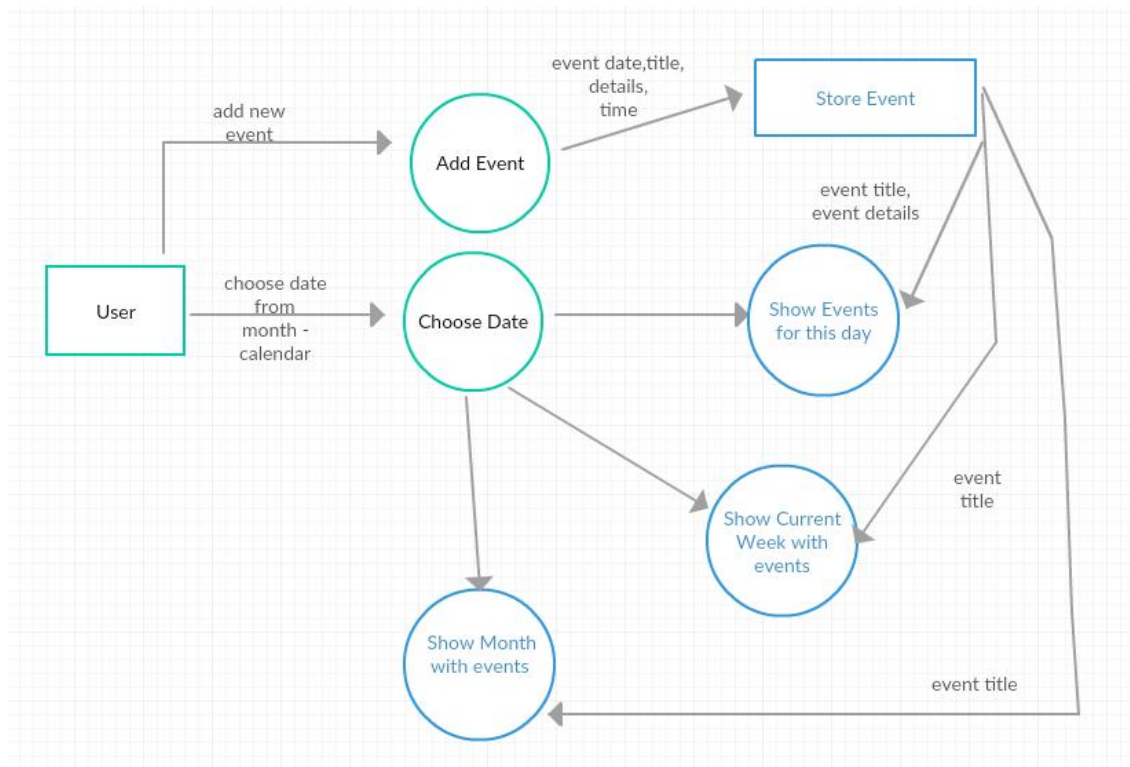 event date,title,
details,
time
Store Event
add new
event
Add Event
event title,
event details
User
choose date
from
month -
calendar
Choose Date
Show Events
for this day
event
title
Show Current
Week with
events
Show Month
with events
event title